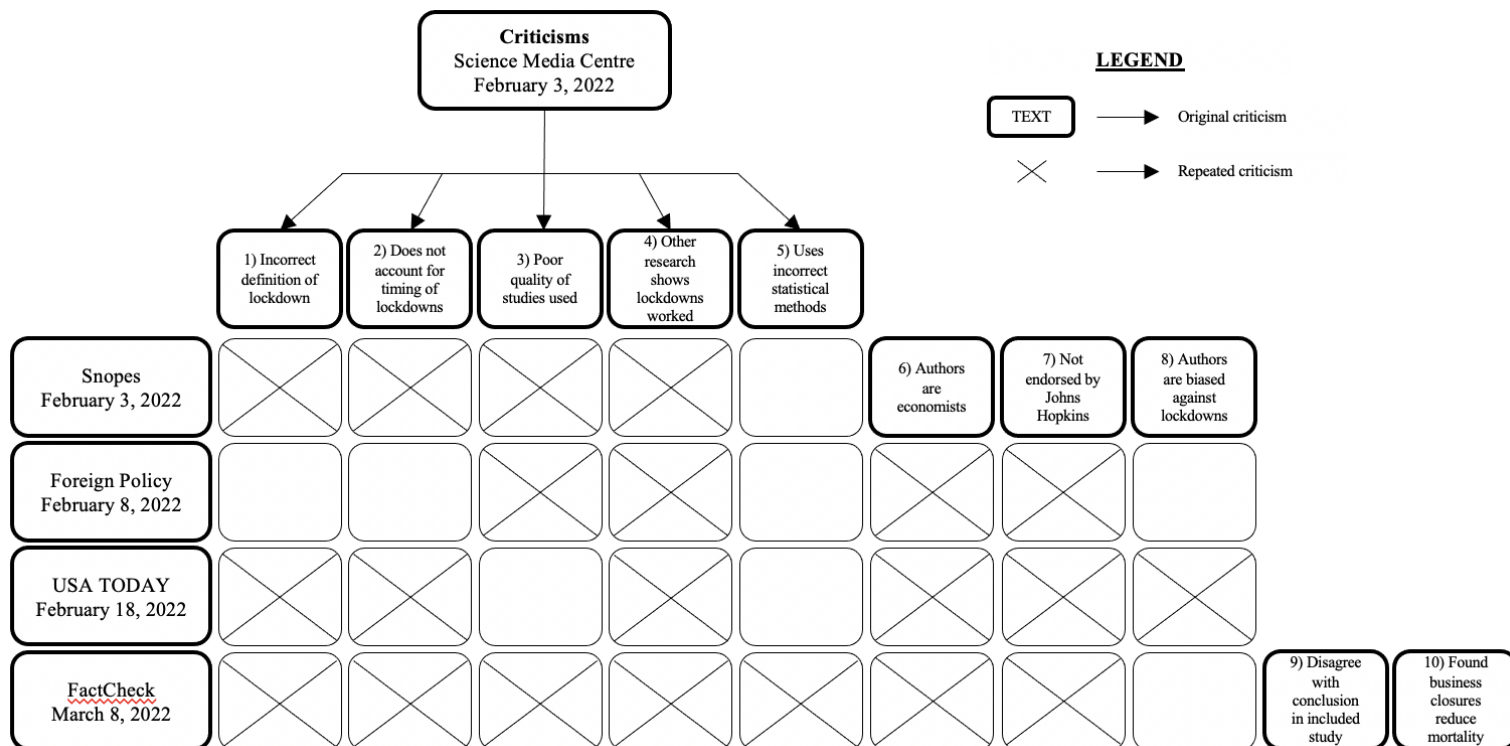 Criticisms
Science Media Centre
February 3, 2022
LEGEND
TEXT
Original criticism
Repeated criticism
1) Incorrect
definition of
lockdown
2) Does not
account for
timing of
lockdowns
3) Poor
quality of
studies used
4) Other
research
shows
lockdowns
worked
5) Uses
incorrect
statistical
methods
Snopes
February 3, 2022
6) Authors
are
economists
7) Not
endorsed by
Johns
Hopkins
8) Authors
are biased
against
lockdowns
Foreign Policy
February 8, 2022
USA TODAY
February 18, 2022
FactCheck
March 8, 2022
9) Disagree
with
conclusion
in included
study
10) Found
business
closures
reduce
mortality